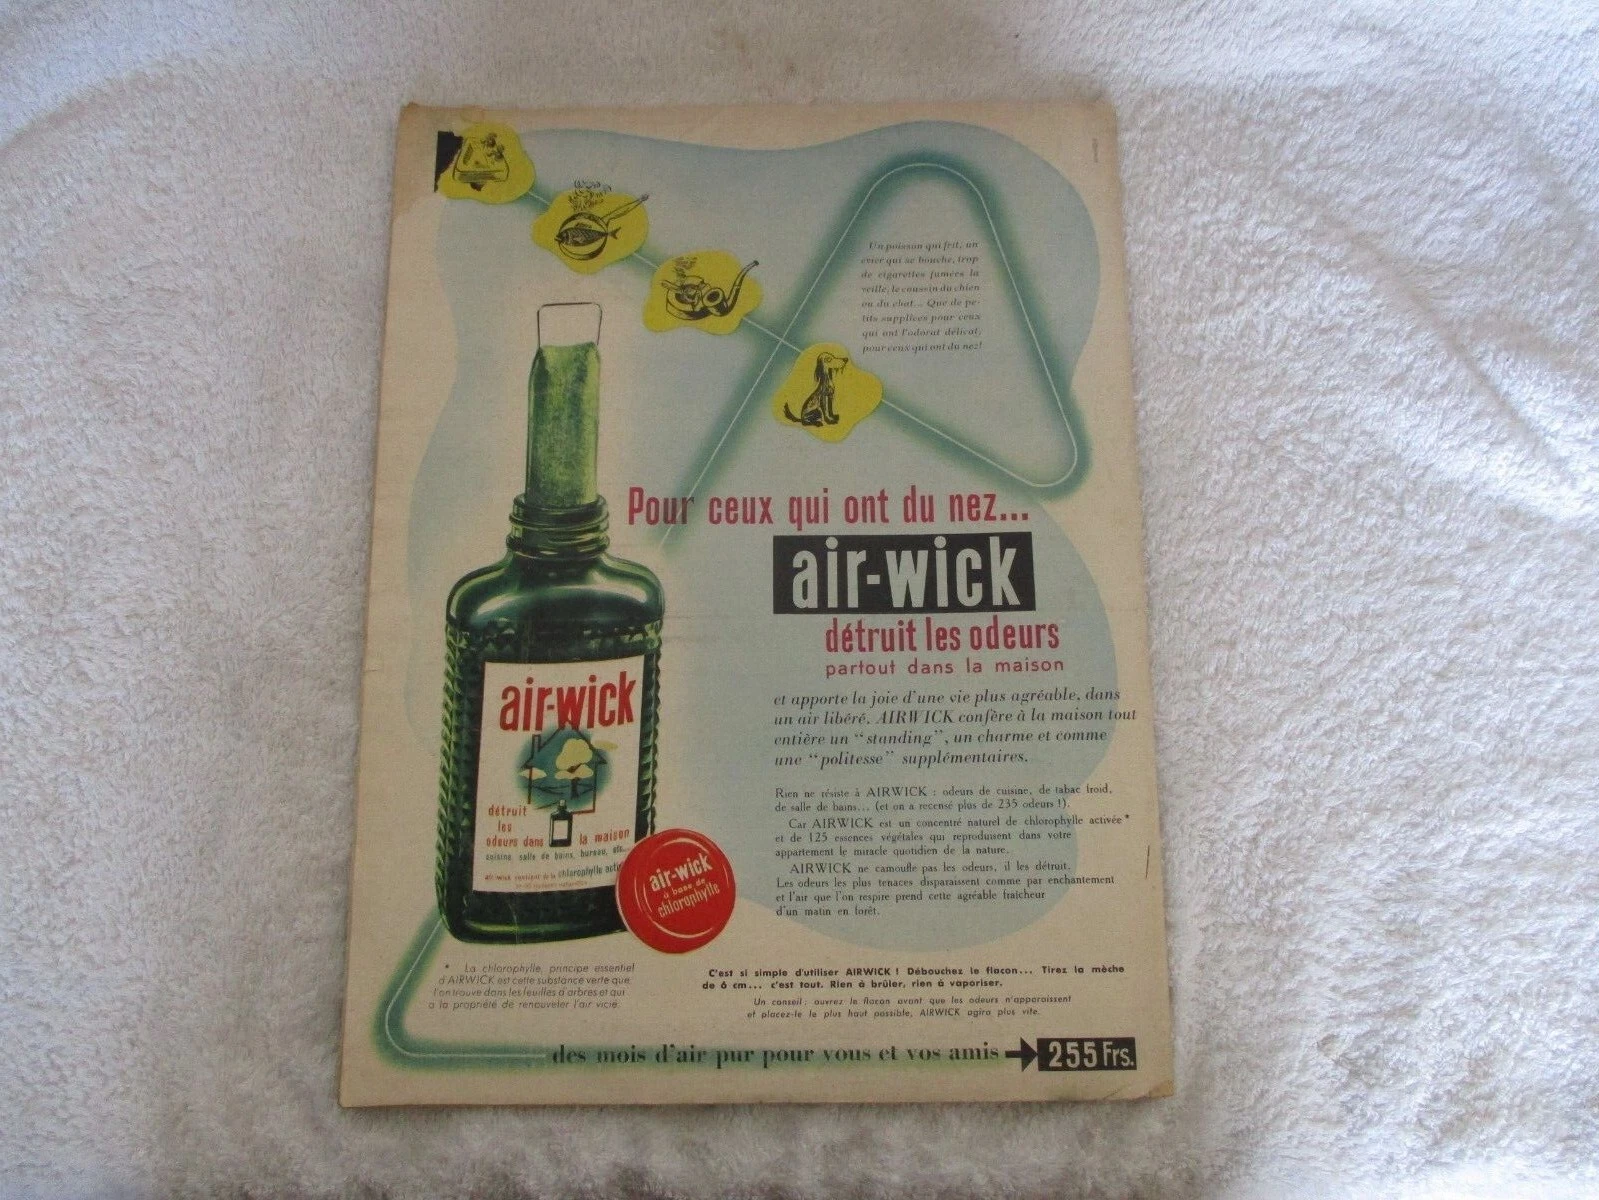 Un poisson qui frit, un
évier qui se bouche, trop
de cigarettes fumées la
veille, le coussin du chien
ou du chat... Que de pe-
tits supplices pour ceux
qui ont l'odorat délicat,
pour ceux qui ont du nez!
Pour ceux qui ont du nez...
air-wick
détruit les odeurs
partout dans la maison
et apporte la joie d'une vie plus agréable, dans
un air libéré. AIRWICK confère à la maison tout
entière un "standing", un charme et comme
une "politesse" supplémentaires.
Rien ne résiste à AIRWICK : odeurs de cuisine, de tabac froid,
de salle de bains... (et on a recensé plus de 235 odeurs !).
Car AIRWICK est un concentré naturel de chlorophylle activée*
et de 125 essences végétales qui reproduisent dans votre
appartement le miracle quotidien de la nature.
AIRWICK ne camoufle pas les odeurs, il les détruit.
Les odeurs les plus tenaces disparaissent comme par enchantement
et l'air que l'on respire prend cette agréable fraîcheur
d'un matin en forêt.
air-wick
détruit
les
odeurs dans la maison
cuisine, salle de bains, bureau, etc...
air-wick contient de la chlorophylle acti
air-wick
à base de
chlorophylle
* La chlorophylle, principe essentiel
d'AIRWICK est cette substance verte que
l'on trouve dans les feuilles d'arbres et qui
a la propriété de renouveler l'air vicié.
C'est si simple d'utiliser AIRWICK ! Débouchez le flacon... Tirez la mèche
de 6 cm... c'est tout. Rien à brûler, rien à vaporiser.
Un conseil : ouvrez le flacon avant que les odeurs n'apparaissent
et placez-le le plus haut possible, AIRWICK agira plus vite.
des mois d'air pur pour vous et vos amis → 255 Frs.